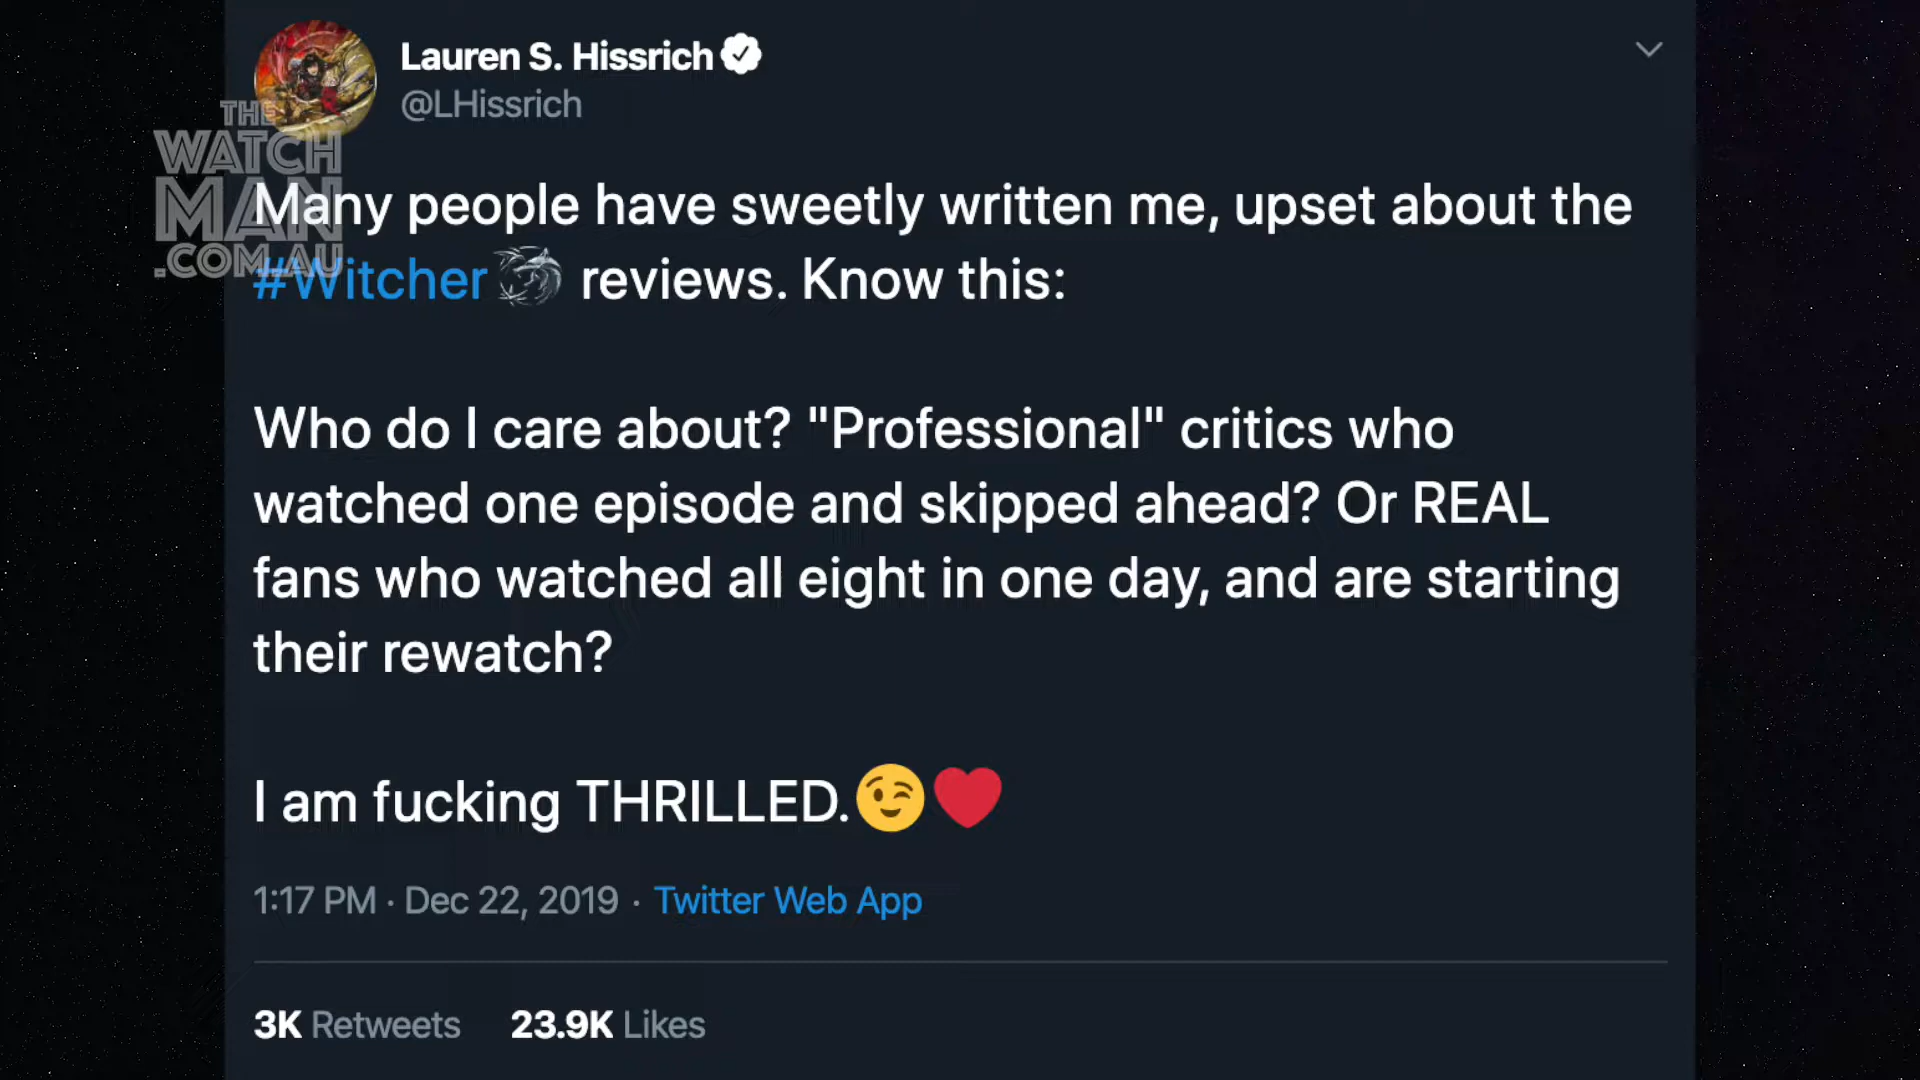 Lauren S. Hissrich
@LHissrich
THE
WATCH
MAN
.COM.AU
Many people have sweetly written me, upset about the
#Witcher reviews. Know this:
Who do I care about? "Professional" critics who
watched one episode and skipped ahead? Or REAL
fans who watched all eight in one day, and are starting
their rewatch?
I am fucking THRILLED.😉❤️
1:17 PM · Dec 22, 2019 · Twitter Web App
3K Retweets 23.9K Likes